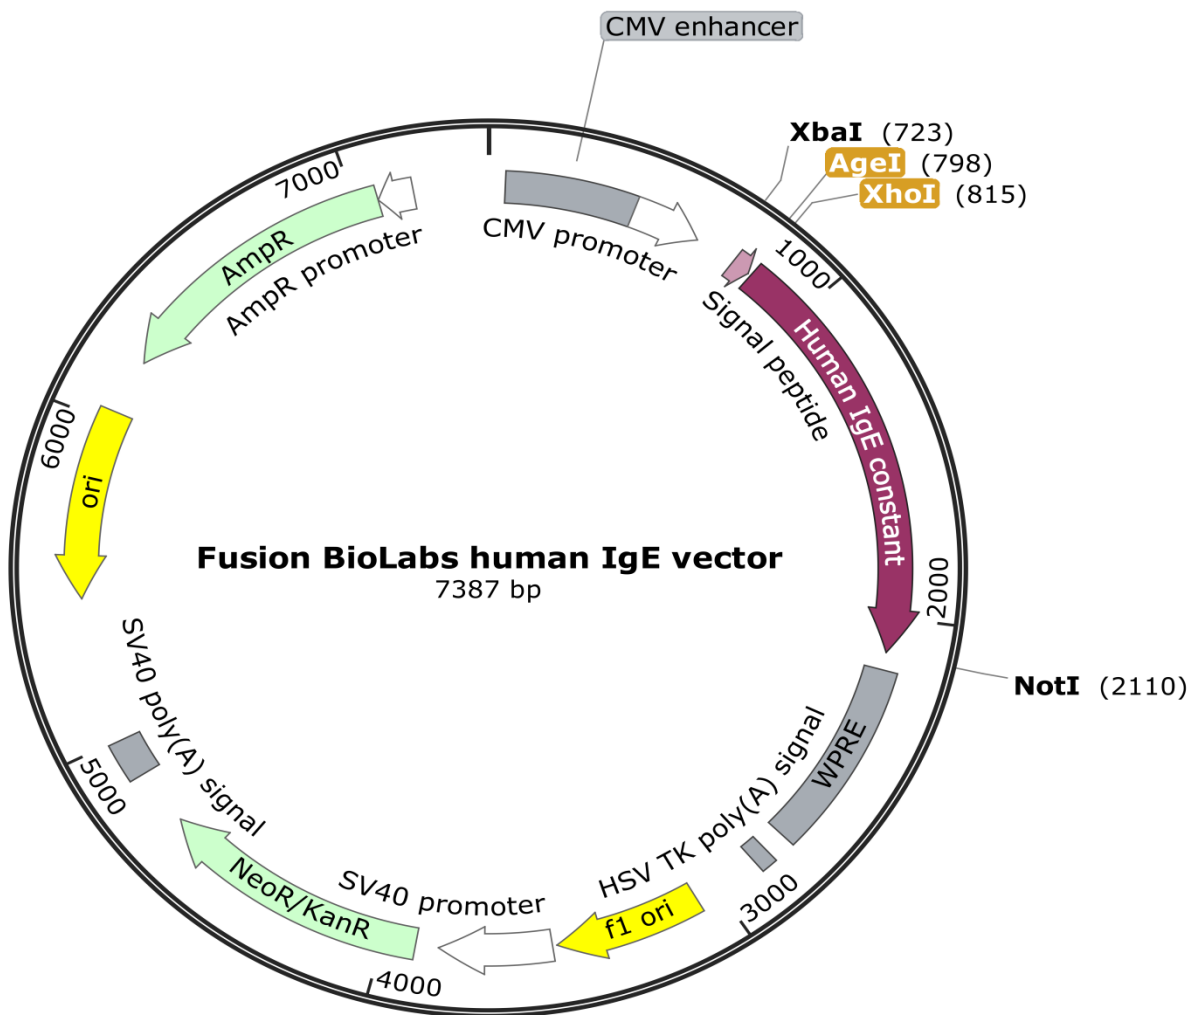 CMV enhancer
XbaI (723)
AgeI (798)
XhoI (815)
7000
AmpR
AmpR promoter
CMV promoter
1000
Signal peptide
Human IgE constant
6000
ori
Fusion BioLabs human IgE vector
7387 bp
2000
NotI (2110)
SV40 poly(A) signal
WPRE
HSV TK poly(A) signal
5000
NeoR/KanR
SV40 promoter
f1 ori
3000
4000